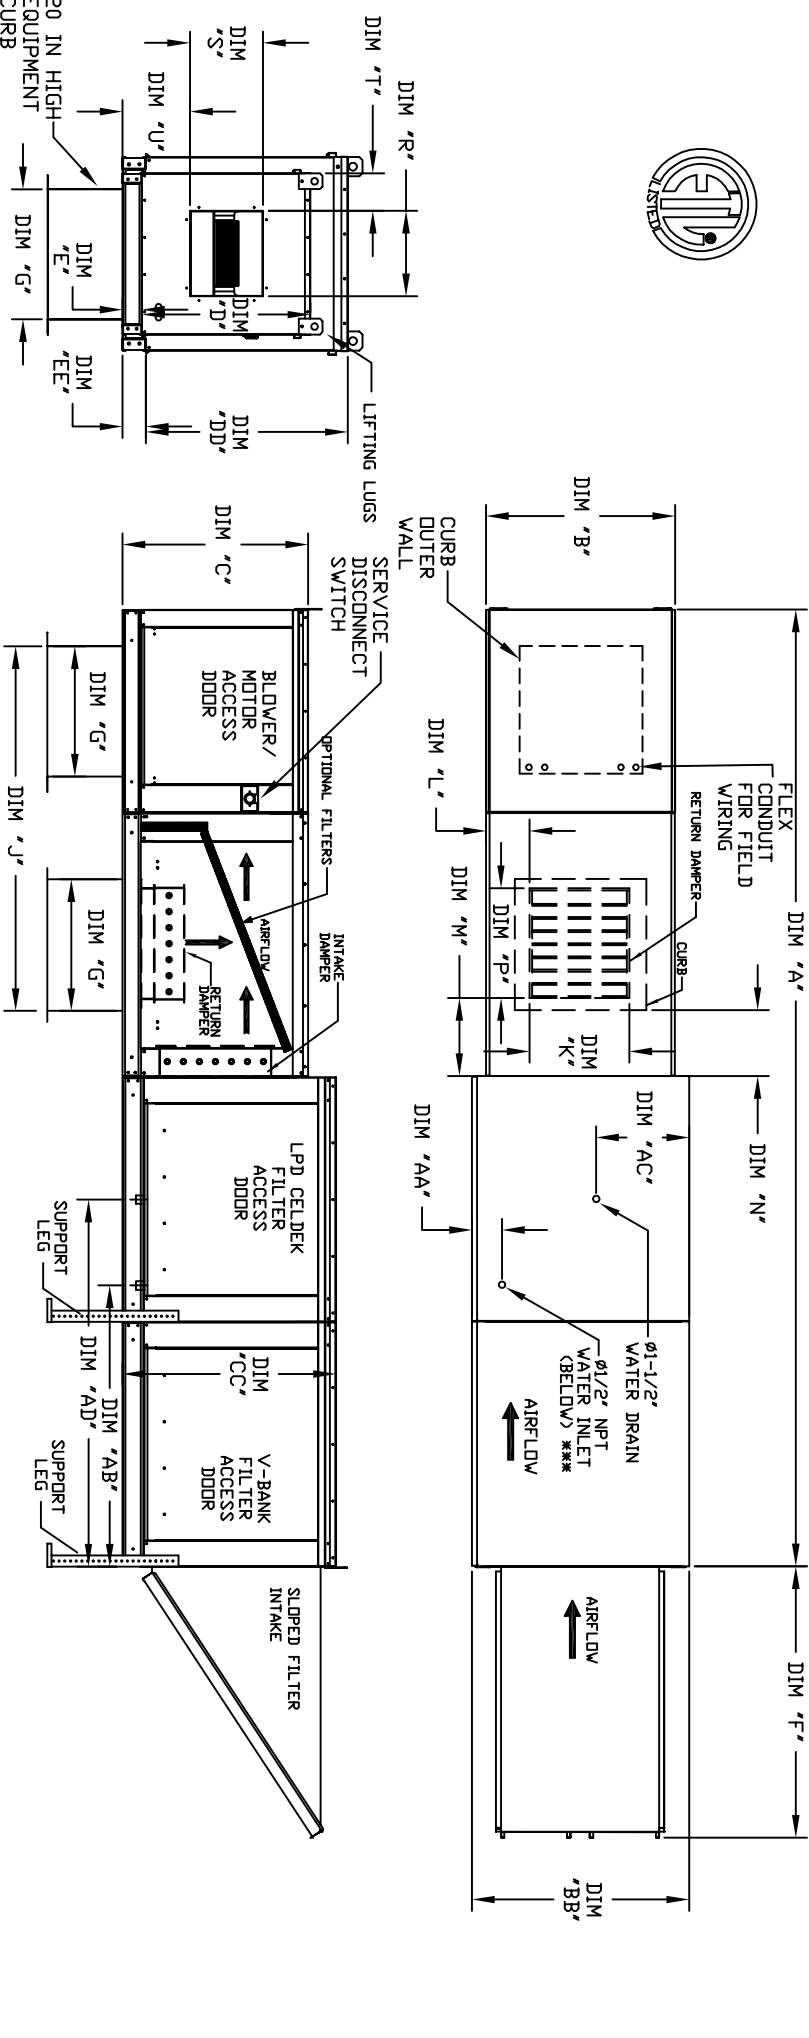 LISTED
DIM "A"
DIM "F"
FLEX
CONDUIT
FOR FIELD
WIRING
RETURN DAMPER
CURB
DIM "N"
DIM "B"
DIM "K"
DIM "P"
DIM "M"
DIM "L"
CURB
OUTER
WALL
DIM "AC"
DIM "AA"
Ø1-1/2"
WATER DRAIN
Ø1/2" NPT
WATER INLET
(BELOW) ***
AIRFLOW
AIRFLOW
DIM
"BB"
DIM "R"
DIM "T"
DIM
"S"
DIM "U"
LIFTING LUGS
DIM
"D"
DIM
"DD"
DIM
"E"
DIM
"EE"
DIM "G"
20 IN HIGH
EQUIPMENT
CURB
SERVICE
DISCONNECT
SWITCH
DIM "C"
BLOWER/
MOTOR
ACCESS
DOOR
OPTIONAL FILTERS
INTAKE
DAMPER
AIRFLOW
RETURN
DAMPER
DIM "G"
DIM "G"
DIM "J"
LPD CELDEK
FILTER
ACCESS
DOOR
SUPPORT
LEG
DIM
"CC"
V-BANK
FILTER
ACCESS
DOOR
DIM "AB"
DIM "AD"
SUPPORT
LEG
SLOPED FILTER
INTAKE